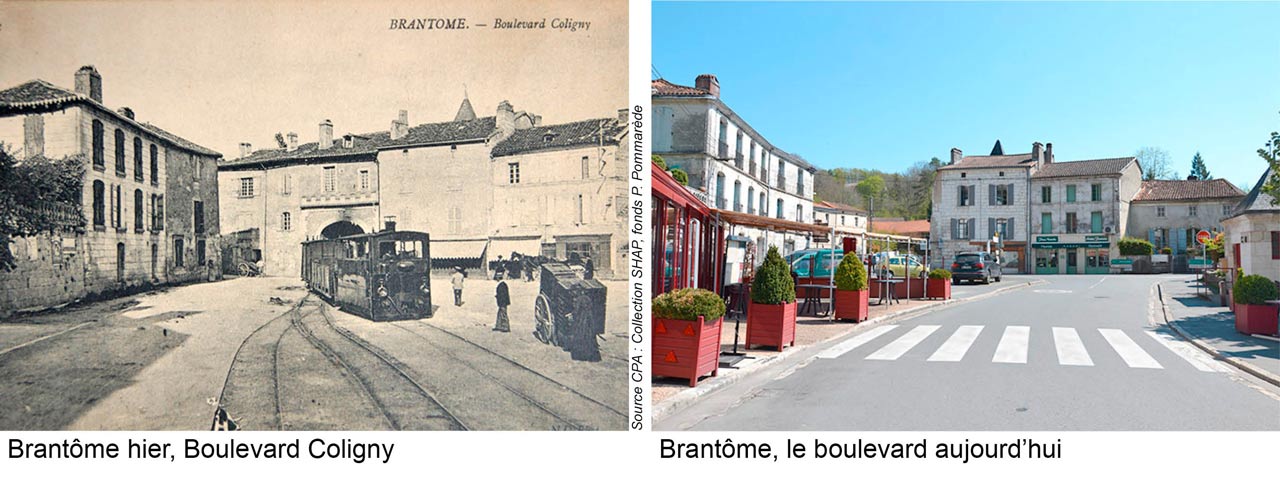 BRANTOME. — Boulevard Coligny
Source CPA : Collection SHAP, fonds P. Pommarède
Brantôme hier, Boulevard Coligny
Brantôme, le boulevard aujourd’hui